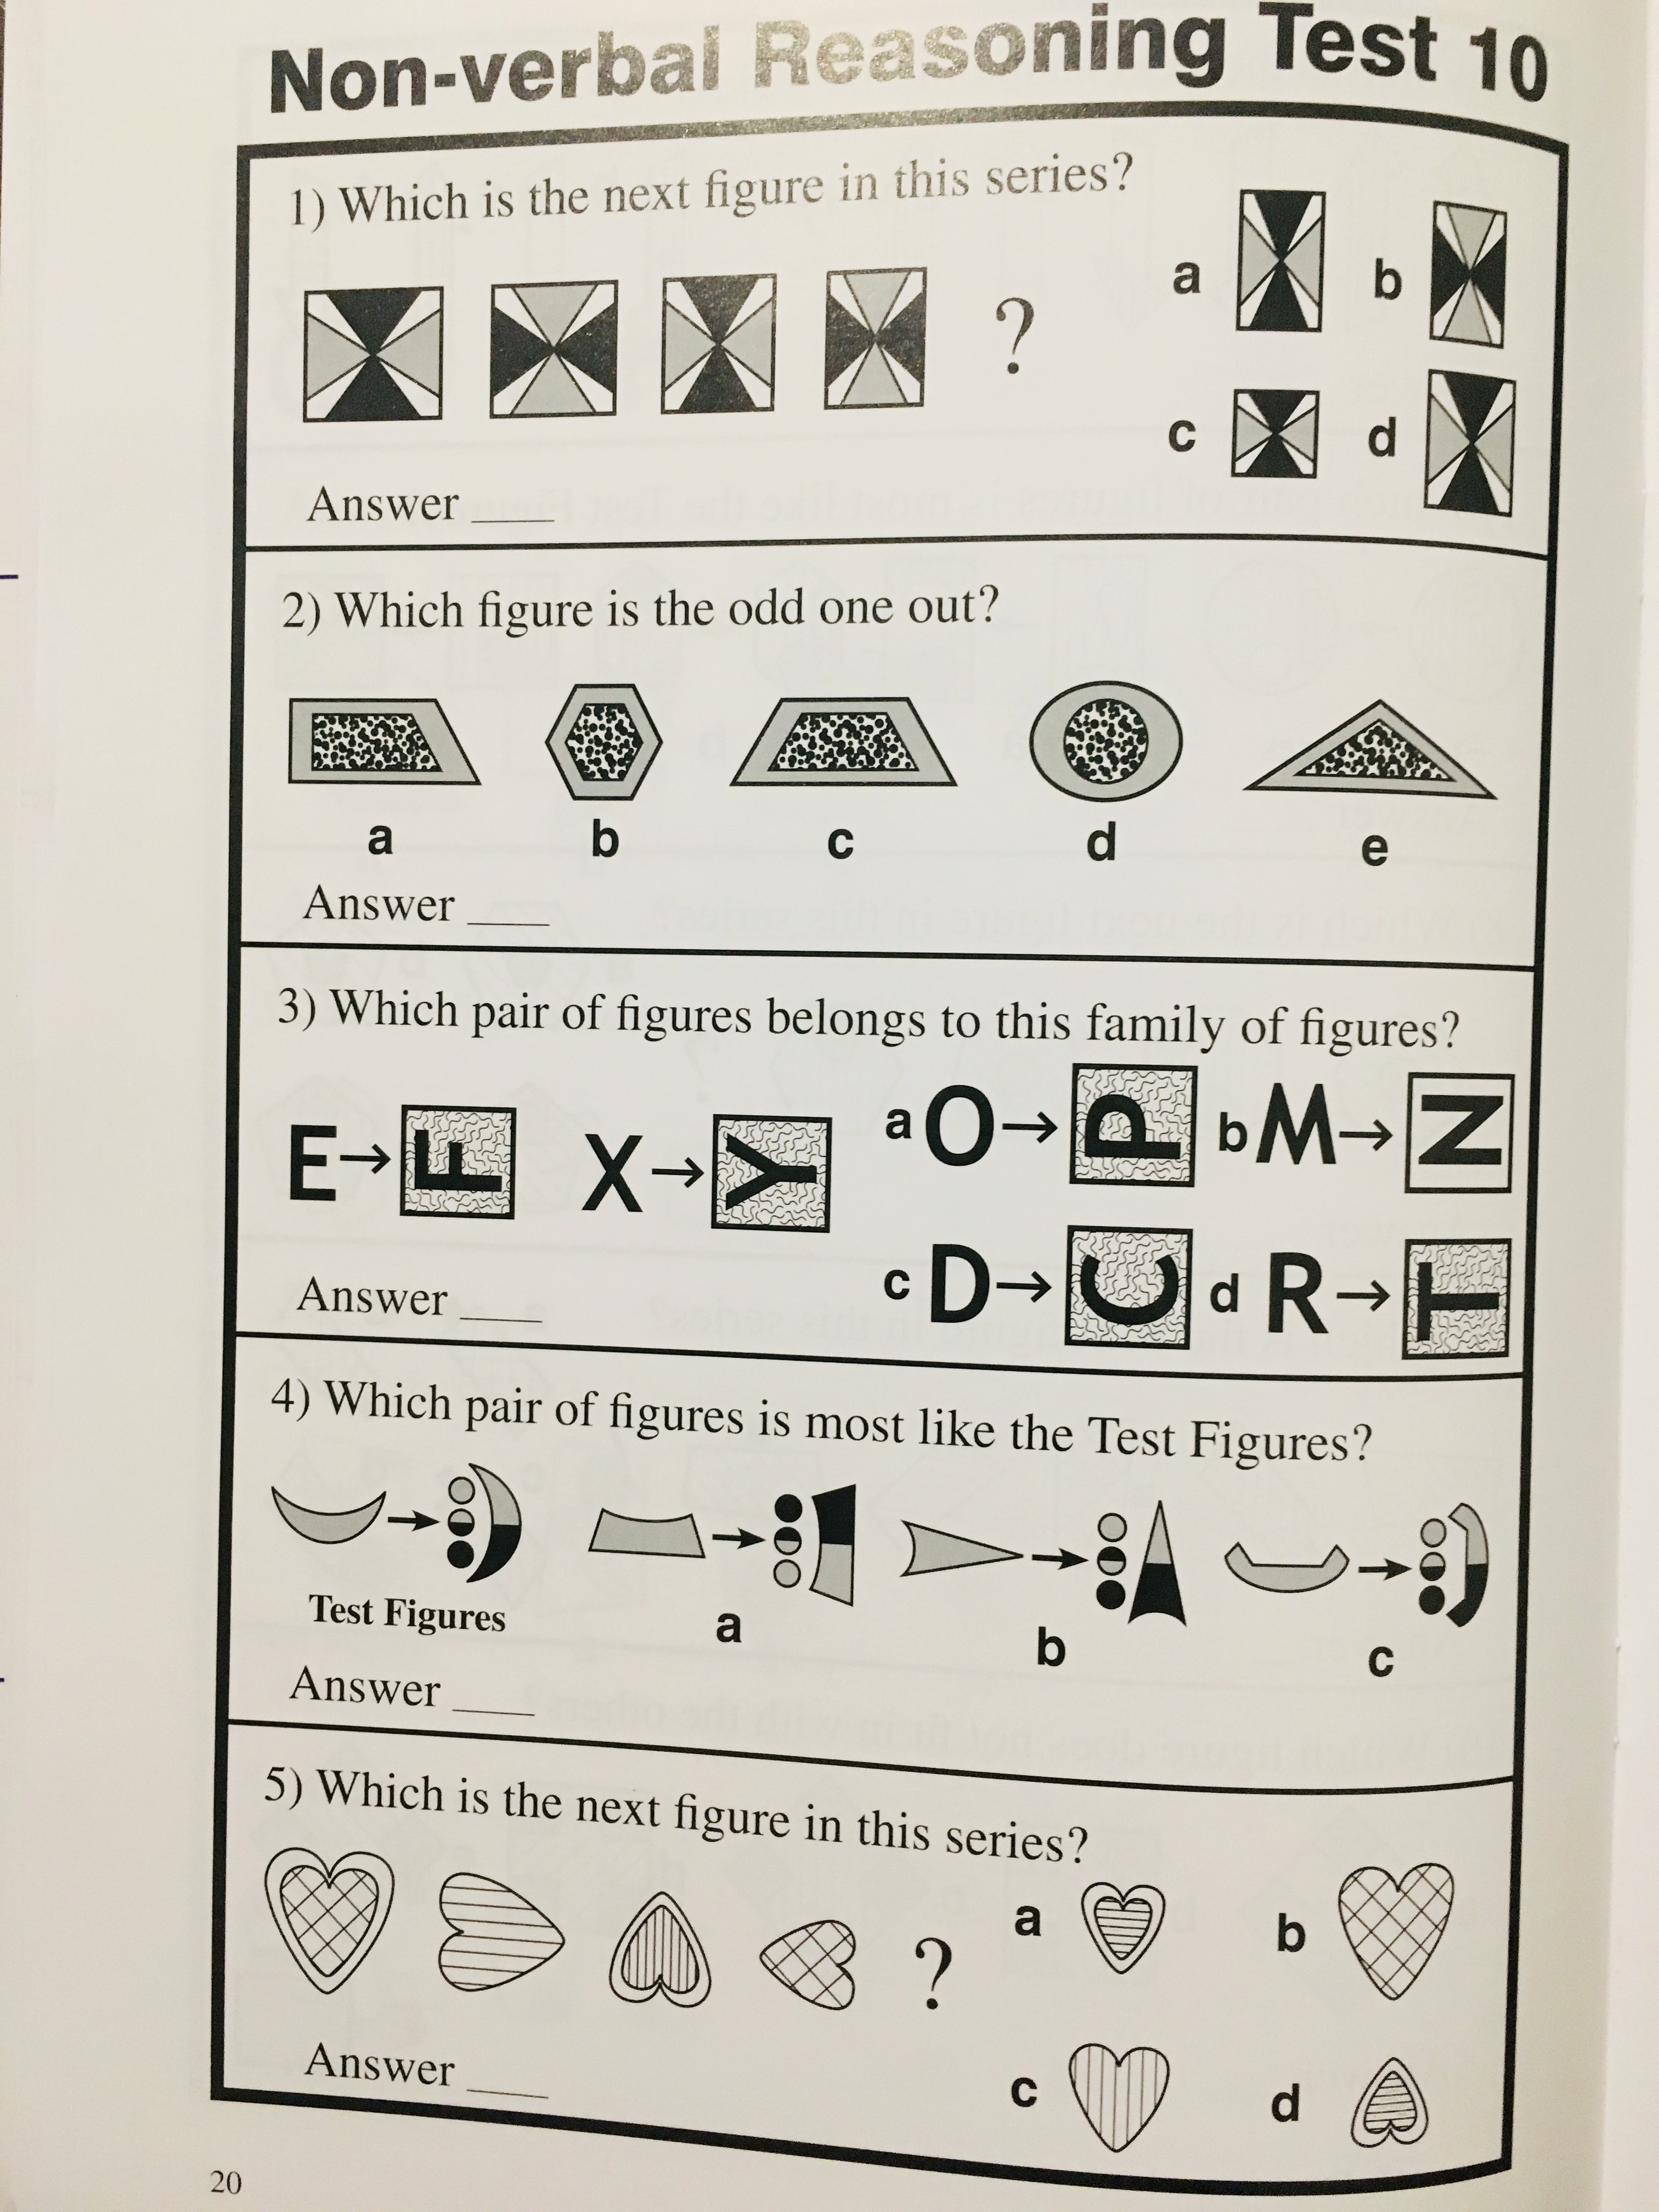 Non-verbal Reasoning Test 10
1) Which is the next figure in this series?
?
a
b
c
d
Answer ____
2) Which figure is the odd one out?
a b c d e
Answer ____
3) Which pair of figures belongs to this family of figures?
E→F X→Y
a O→P b M→N
c D→C d R→T
Answer ____
4) Which pair of figures is most like the Test Figures?
Test Figures
a
b
c
Answer ____
5) Which is the next figure in this series?
?
a
b
c
d
Answer ____
20